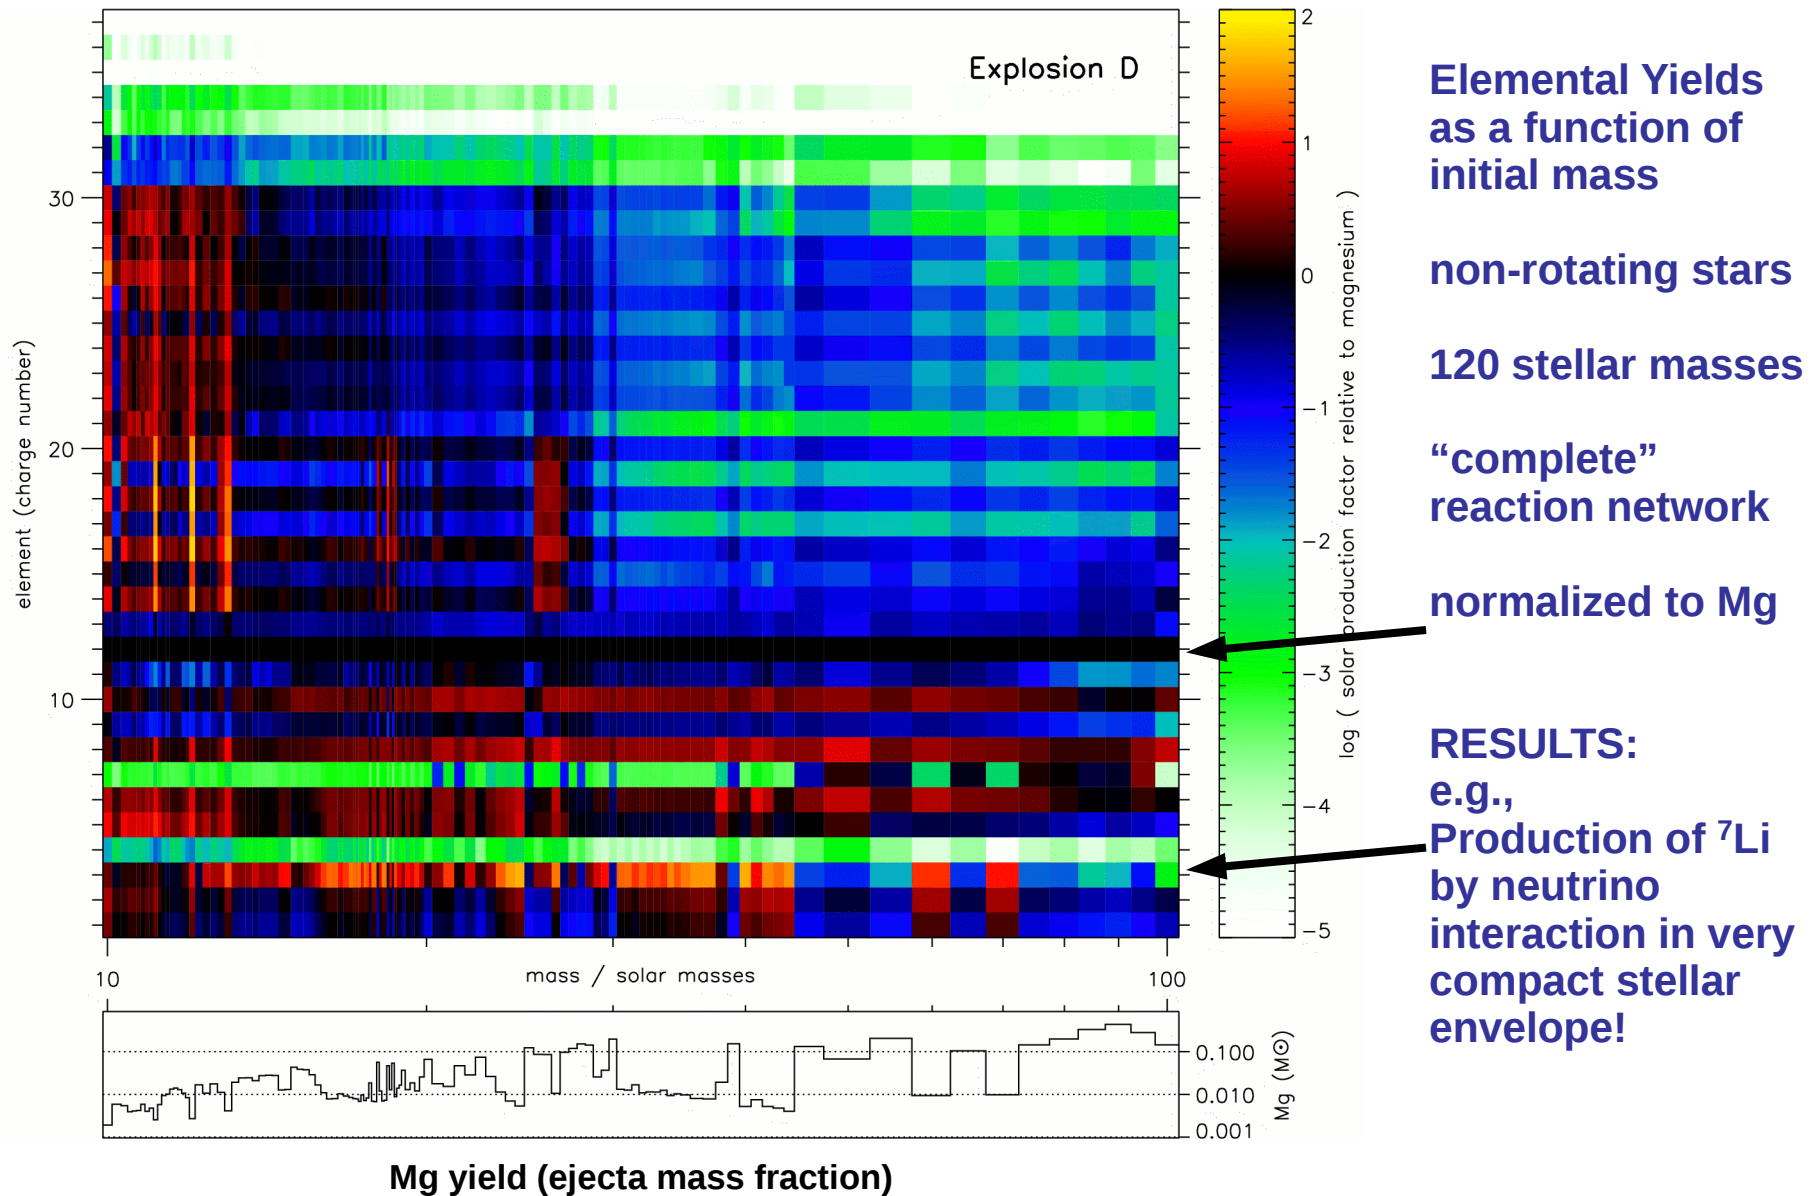 Explosion D
30
20
10
element (charge number)
10
mass / solar masses
100
2
1
0
−1
−2
−3
−4
−5
log ( solar production factor relative to magnesium )
0.100
0.010
0.001
Mg (M☉)
Mg yield (ejecta mass fraction)
Elemental Yields
as a function of
initial mass
non-rotating stars
120 stellar masses
“complete”
reaction network
normalized to Mg
RESULTS:
e.g.,
Production of ⁷Li
by neutrino
interaction in very
compact stellar
envelope!